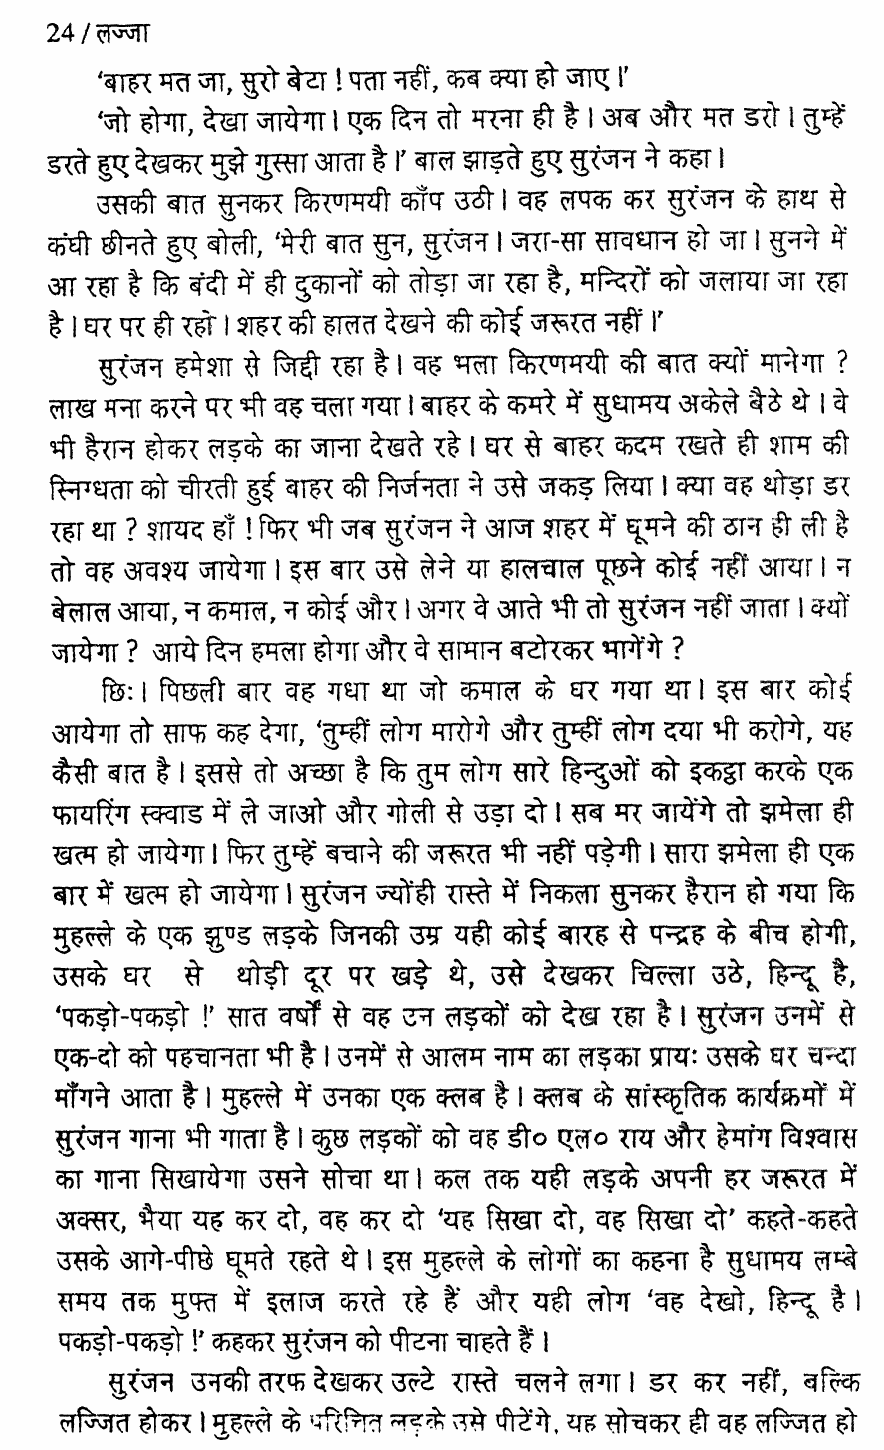 24 / लज्जा
‘बाहर मत जा, सुरो बेटा ! पता नहीं, कब क्या हो जाए ।’
‘जो होगा, देखा जायेगा । एक दिन तो मरना ही है । अब और मत डरो । तुम्हें
डरते हुए देखकर मुझे गुस्सा आता है ।’ बाल झाड़ते हुए सुरंजन ने कहा ।
उसकी बात सुनकर किरणमयी काँप उठी । वह लपक कर सुरंजन के हाथ से
कंघी छीनते हुए बोली, ‘मेरी बात सुन, सुरंजन । जरा-सा सावधान हो जा । सुनने में
आ रहा है कि बंदी में ही दुकानों को तोड़ा जा रहा है, मन्दिरों को जलाया जा रहा
है । घर पर ही रहो । शहर की हालत देखने की कोई जरूरत नहीं ।’
सुरंजन हमेशा से जिद्दी रहा है । वह भला किरणमयी की बात क्यों मानेगा ?
लाख मना करने पर भी वह चला गया । बाहर के कमरे में सुधामय अकेले बैठे थे । वे
भी हैरान होकर लड़के का जाना देखते रहे । घर से बाहर कदम रखते ही शाम की
स्निग्धता को चीरती हुई बाहर की निर्जनता ने उसे जकड़ लिया । क्या वह थोड़ा डर
रहा था ? शायद हाँ ! फिर भी जब सुरंजन ने आज शहर में घूमने की ठान ही ली है
तो वह अवश्य जायेगा । इस बार उसे लेने या हालचाल पूछने कोई नहीं आया । न
बेलाल आया, न कमाल, न कोई और । अगर वे आते भी तो सुरंजन नहीं जाता । क्यों
जायेगा ? आये दिन हमला होगा और वे सामान बटोरकर भागेंगे ?
छिः । पिछली बार वह गधा था जो कमाल के घर गया था । इस बार कोई
आयेगा तो साफ कह देगा, ‘तुम्हीं लोग मारोगे और तुम्हीं लोग दया भी करोगे, यह
कैसी बात है । इससे तो अच्छा है कि तुम लोग सारे हिन्दुओं को इकट्ठा करके एक
फायरिंग स्क्वाड में ले जाओ और गोली से उड़ा दो । सब मर जायेंगे तो झमेला ही
खत्म हो जायेगा । फिर तुम्हें बचाने की जरूरत भी नहीं पड़ेगी । सारा झमेला ही एक
बार में खत्म हो जायेगा । सुरंजन ज्योंही रास्ते में निकला सुनकर हैरान हो गया कि
मुहल्ले के एक झुण्ड लड़के जिनकी उम्र यही कोई बारह से पन्द्रह के बीच होगी,
उसके घर से थोड़ी दूर पर खड़े थे, उसे देखकर चिल्ला उठे, हिन्दू है,
‘पकड़ो-पकड़ो !’ सात वर्षों से वह उन लड़कों को देख रहा है । सुरंजन उनमें से
एक-दो को पहचानता भी है । उनमें से आलम नाम का लड़का प्रायः उसके घर चन्दा
माँगने आता है । मुहल्ले में उनका एक क्लब है । क्लब के सांस्कृतिक कार्यक्रमों में
सुरंजन गाना भी गाता है । कुछ लड़कों को वह डी० एल० राय और हेमांग विश्वास
का गाना सिखायेगा उसने सोचा था । कल तक यही लड़के अपनी हर जरूरत में
अक्सर, भैया यह कर दो, वह कर दो ‘यह सिखा दो, वह सिखा दो’ कहते-कहते
उसके आगे-पीछे घूमते रहते थे । इस मुहल्ले के लोगों का कहना है सुधामय लम्बे
समय तक मुफ्त में इलाज करते रहे हैं और यही लोग ‘वह देखो, हिन्दू है ।
पकड़ो-पकड़ो !’ कहकर सुरंजन को पीटना चाहते हैं ।
सुरंजन उनकी तरफ देखकर उल्टे रास्ते चलने लगा । डर कर नहीं, बल्कि
लज्जित होकर । मुहल्ले के परिचित लड़के उसे पीटेंगे, यह सोचकर ही वह लज्जित हो